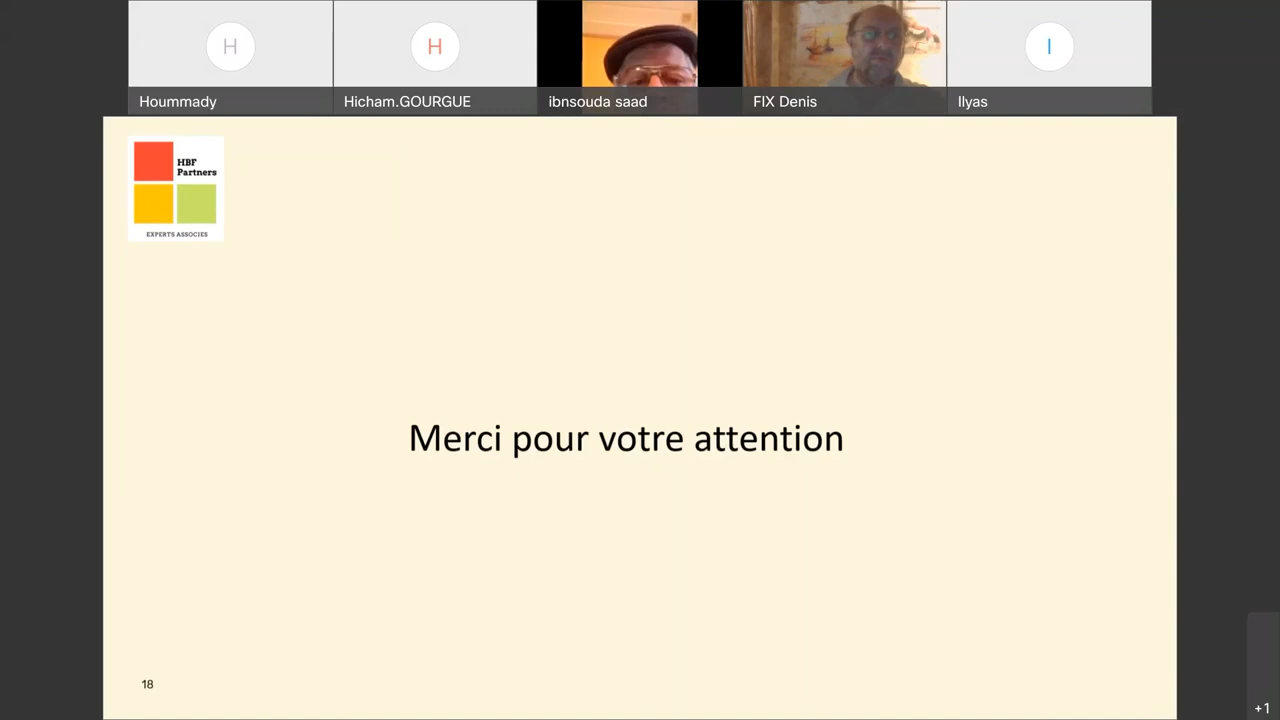 H
H
I
Hoummady
Hicham.GOURGUE
ibnsouda saad
FIX Denis
Ilyas
HBF
Partners
EXPERTS ASSOCIES
Merci pour votre attention
18
+1